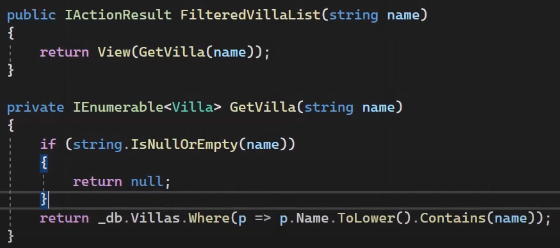 public IActionResult FilteredVillaList(string name)
{
    return View(GetVilla(name));
}

private IEnumerable<Villa> GetVilla(string name)
{
    if (string.IsNullOrEmpty(name))
    {
        return null;
    }
    return _db.Villas.Where(p => p.Name.ToLower().Contains(name));
}